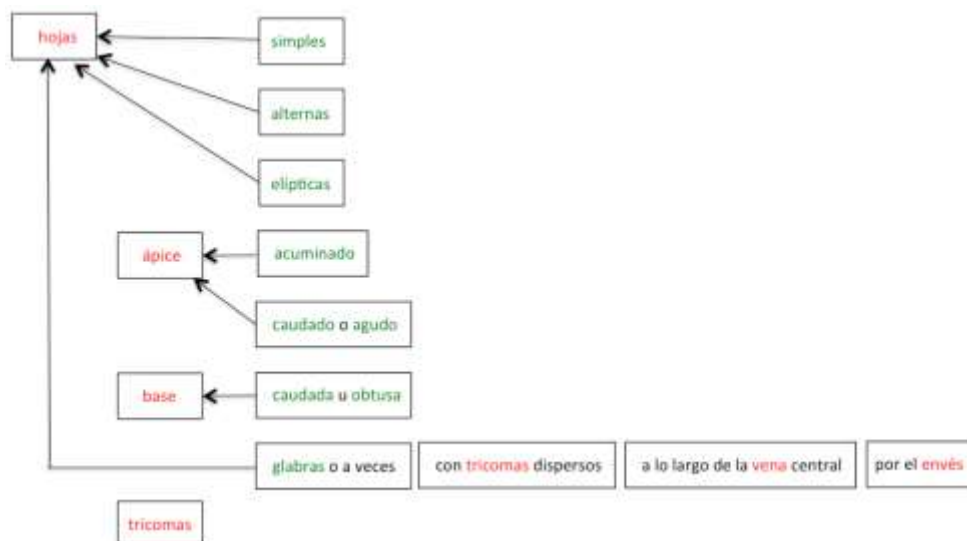 hojas
simples
alternas
elípticas
ápice
acuminado
caudado o agudo
base
caudada u obtusa
glabras o a veces
con tricomas dispersos
a lo largo de la vena central
por el envés
tricomas